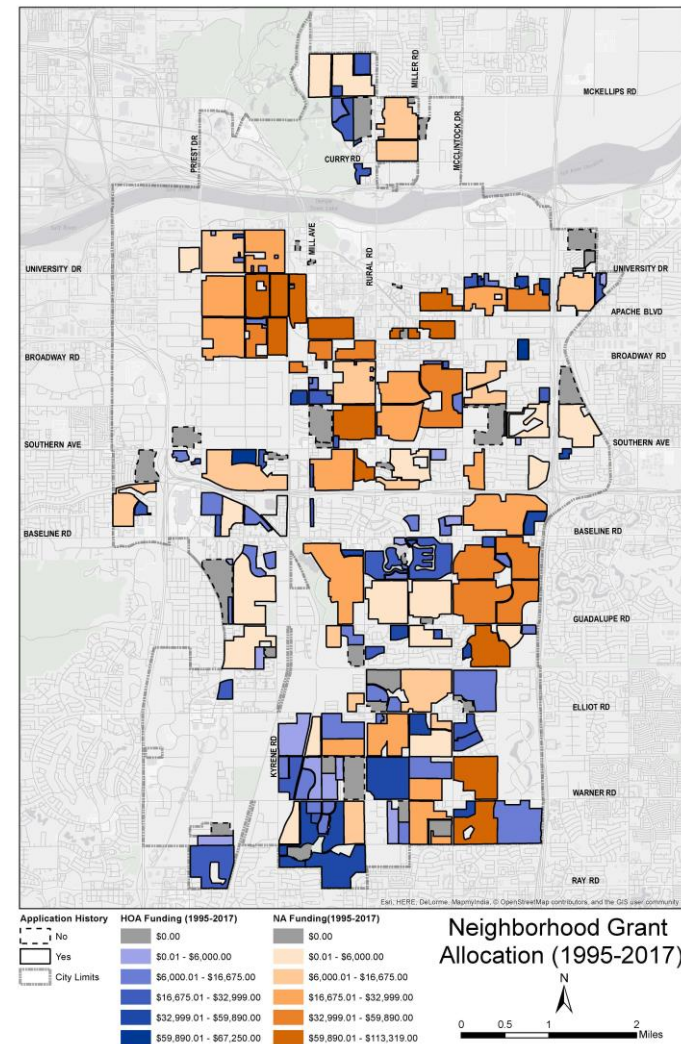 MILLER RD
MCKELLIPS RD
PRIEST DR
MCCLINTOCK DR
CURRY RD
MILL AVE
RURAL RD
UNIVERSITY DR
UNIVERSITY DR
APACHE BLVD
BROADWAY RD
BROADWAY RD
SOUTHERN AVE
SOUTHERN AVE
BASELINE RD
BASELINE RD
GUADALUPE RD
ELLIOT RD
KYRENE RD
WARNER RD
RAY RD
Esri, HERE, DeLorme, MapmyIndia, © OpenStreetMap contributors, and the GIS user community
Application History
No
Yes
City Limits
HOA Funding (1995-2017)
$0.00
$0.01 - $6,000.00
$6,000.01 - $16,675.00
$16,675.01 - $32,999.00
$32,999.01 - $59,890.00
$59,890.01 - $67,250.00
NA Funding(1995-2017)
$0.00
$0.01 - $6,000.00
$6,000.01 - $16,675.00
$16,675.01 - $32,999.00
$32,999.01 - $59,890.00
$59,890.01 - $113,319.00
Neighborhood Grant
Allocation (1995-2017)
N
0 0.5 1 2
Miles